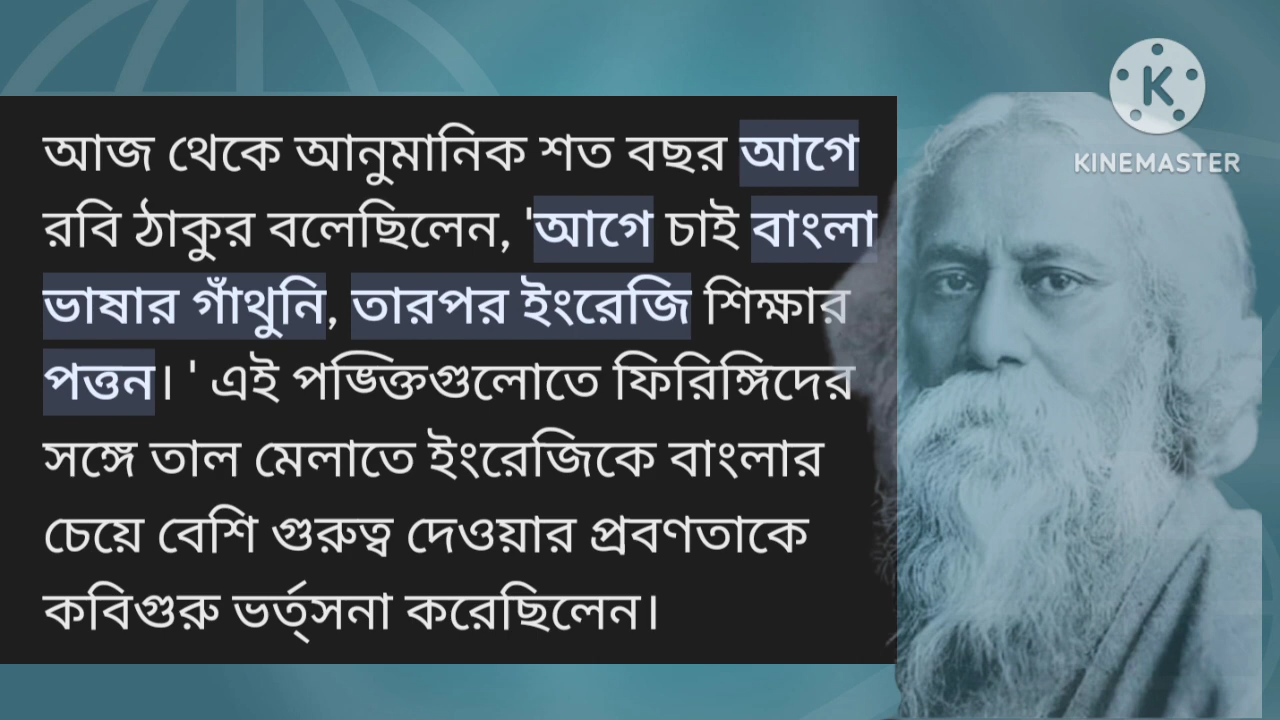 আজ থেকে আনুমানিক শত বছর আগে
রবি ঠাকুর বলেছিলেন, 'আগে চাই বাংলা
ভাষার গাঁথুনি, তারপর ইংরেজি শিক্ষার
পত্তন। ' এই পঙ্ক্তিগুলোতে ফিরিঙ্গিদের
সঙ্গে তাল মেলাতে ইংরেজিকে বাংলার
চেয়ে বেশি গুরুত্ব দেওয়ার প্রবণতাকে
কবিগুরু ভর্ত্সনা করেছিলেন।
K
KINEMASTER